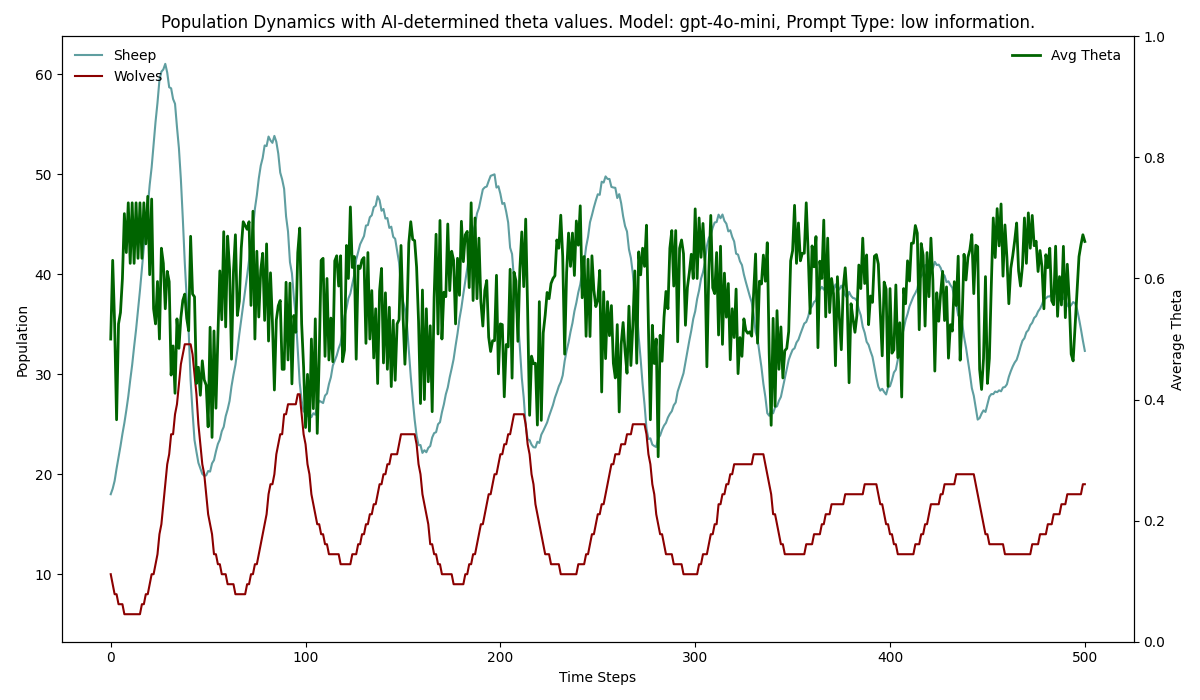 Population Dynamics with AI-determined theta values. Model: gpt-4o-mini, Prompt Type: low information.
Sheep
Wolves
Avg Theta
Population
60
50
40
30
20
10
1.0
0.8
0.6
0.4
0.2
0.0
Average Theta
0 100 200 300 400 500
Time Steps